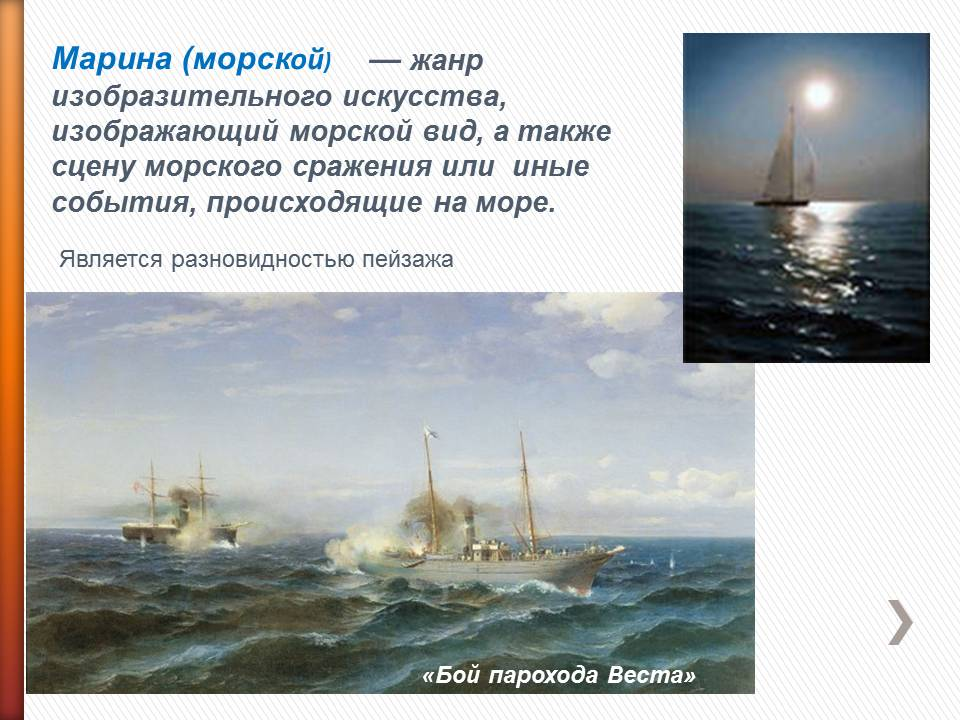 Марина (морской) — жанр
изобразительного искусства,
изображающий морской вид, а также
сцену морского сражения или иные
события, происходящие на море.
Является разновидностью пейзажа
«Бой парохода Веста»